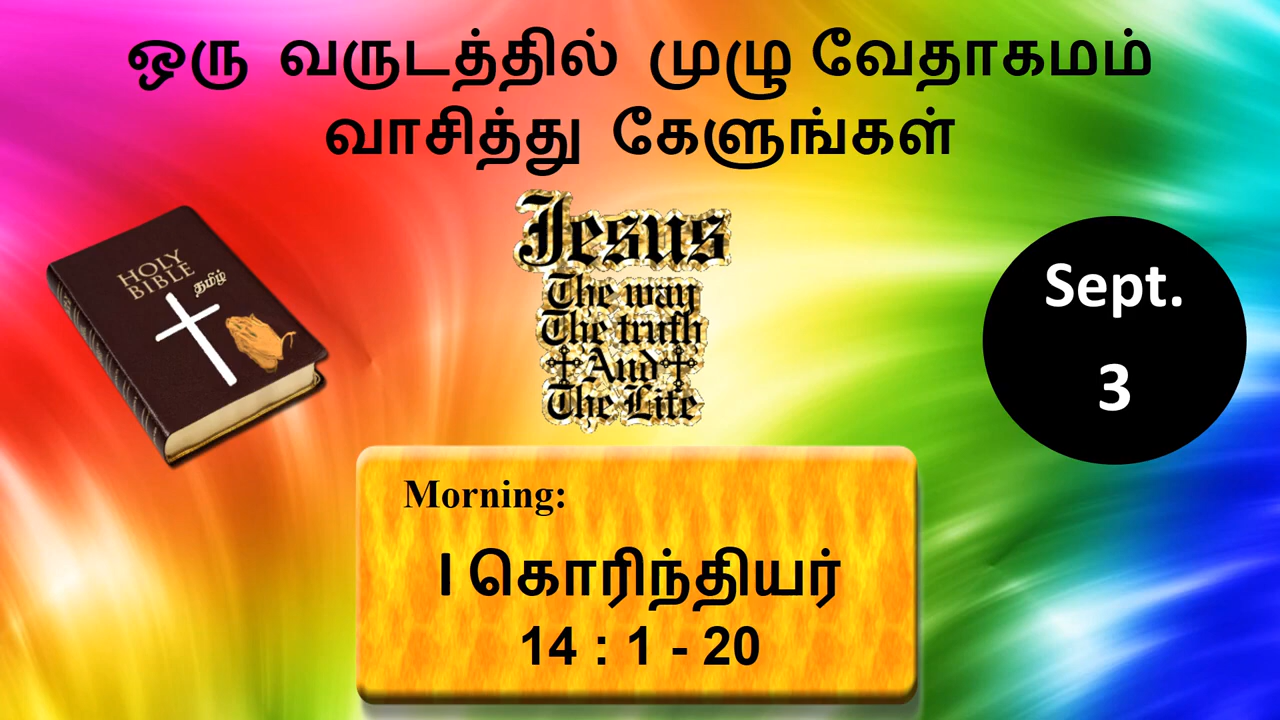 ஒரு வருடத்தில் முழு வேதாகமம்
வாசித்து கேளுங்கள்
HOLY
BIBLE
தமிழ்
Jesus
The way
The truth
And
The Life
Sept.
3
Morning:
I கொரிந்தியர்
14 : 1 - 20